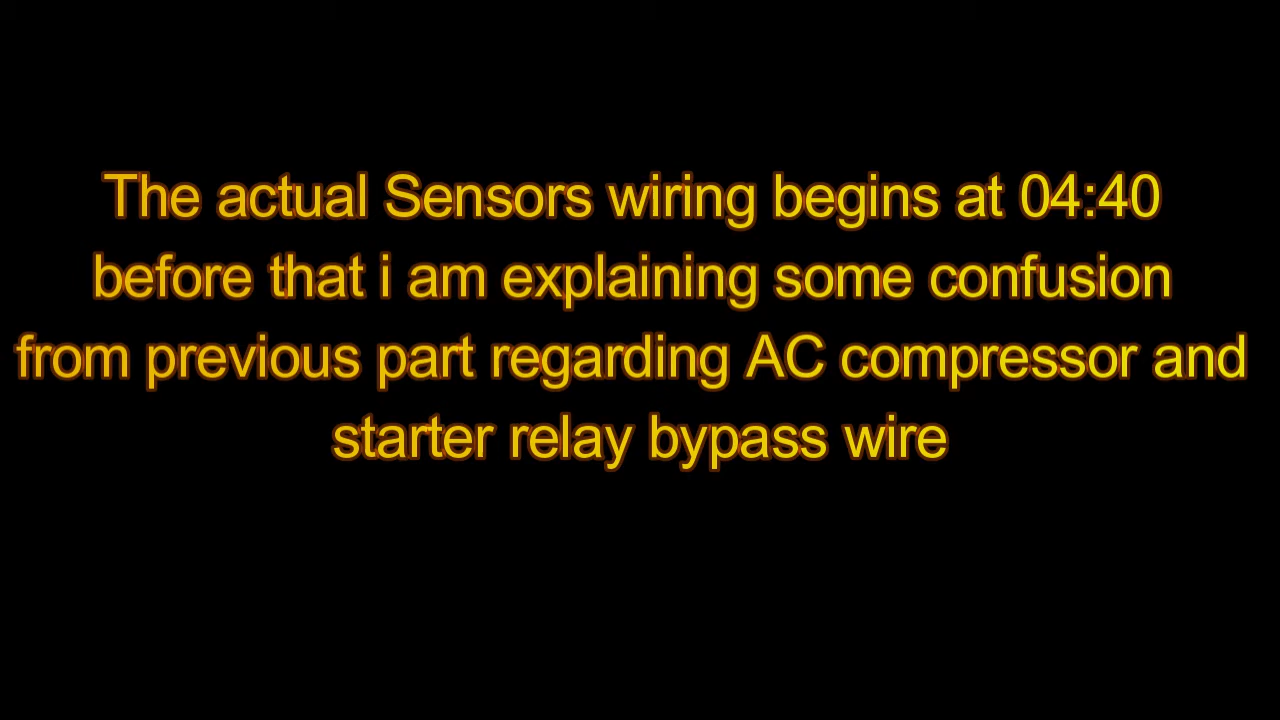 The actual Sensors wiring begins at 04:40
before that i am explaining some confusion
from previous part regarding AC compressor and
starter relay bypass wire